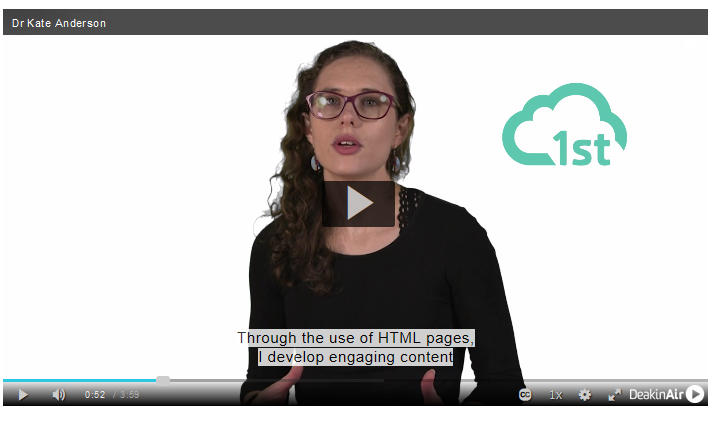 Dr Kate Anderson
1st
Through the use of HTML pages,
I develop engaging content
0:52 / 3:59 CC 1x DeakinAir